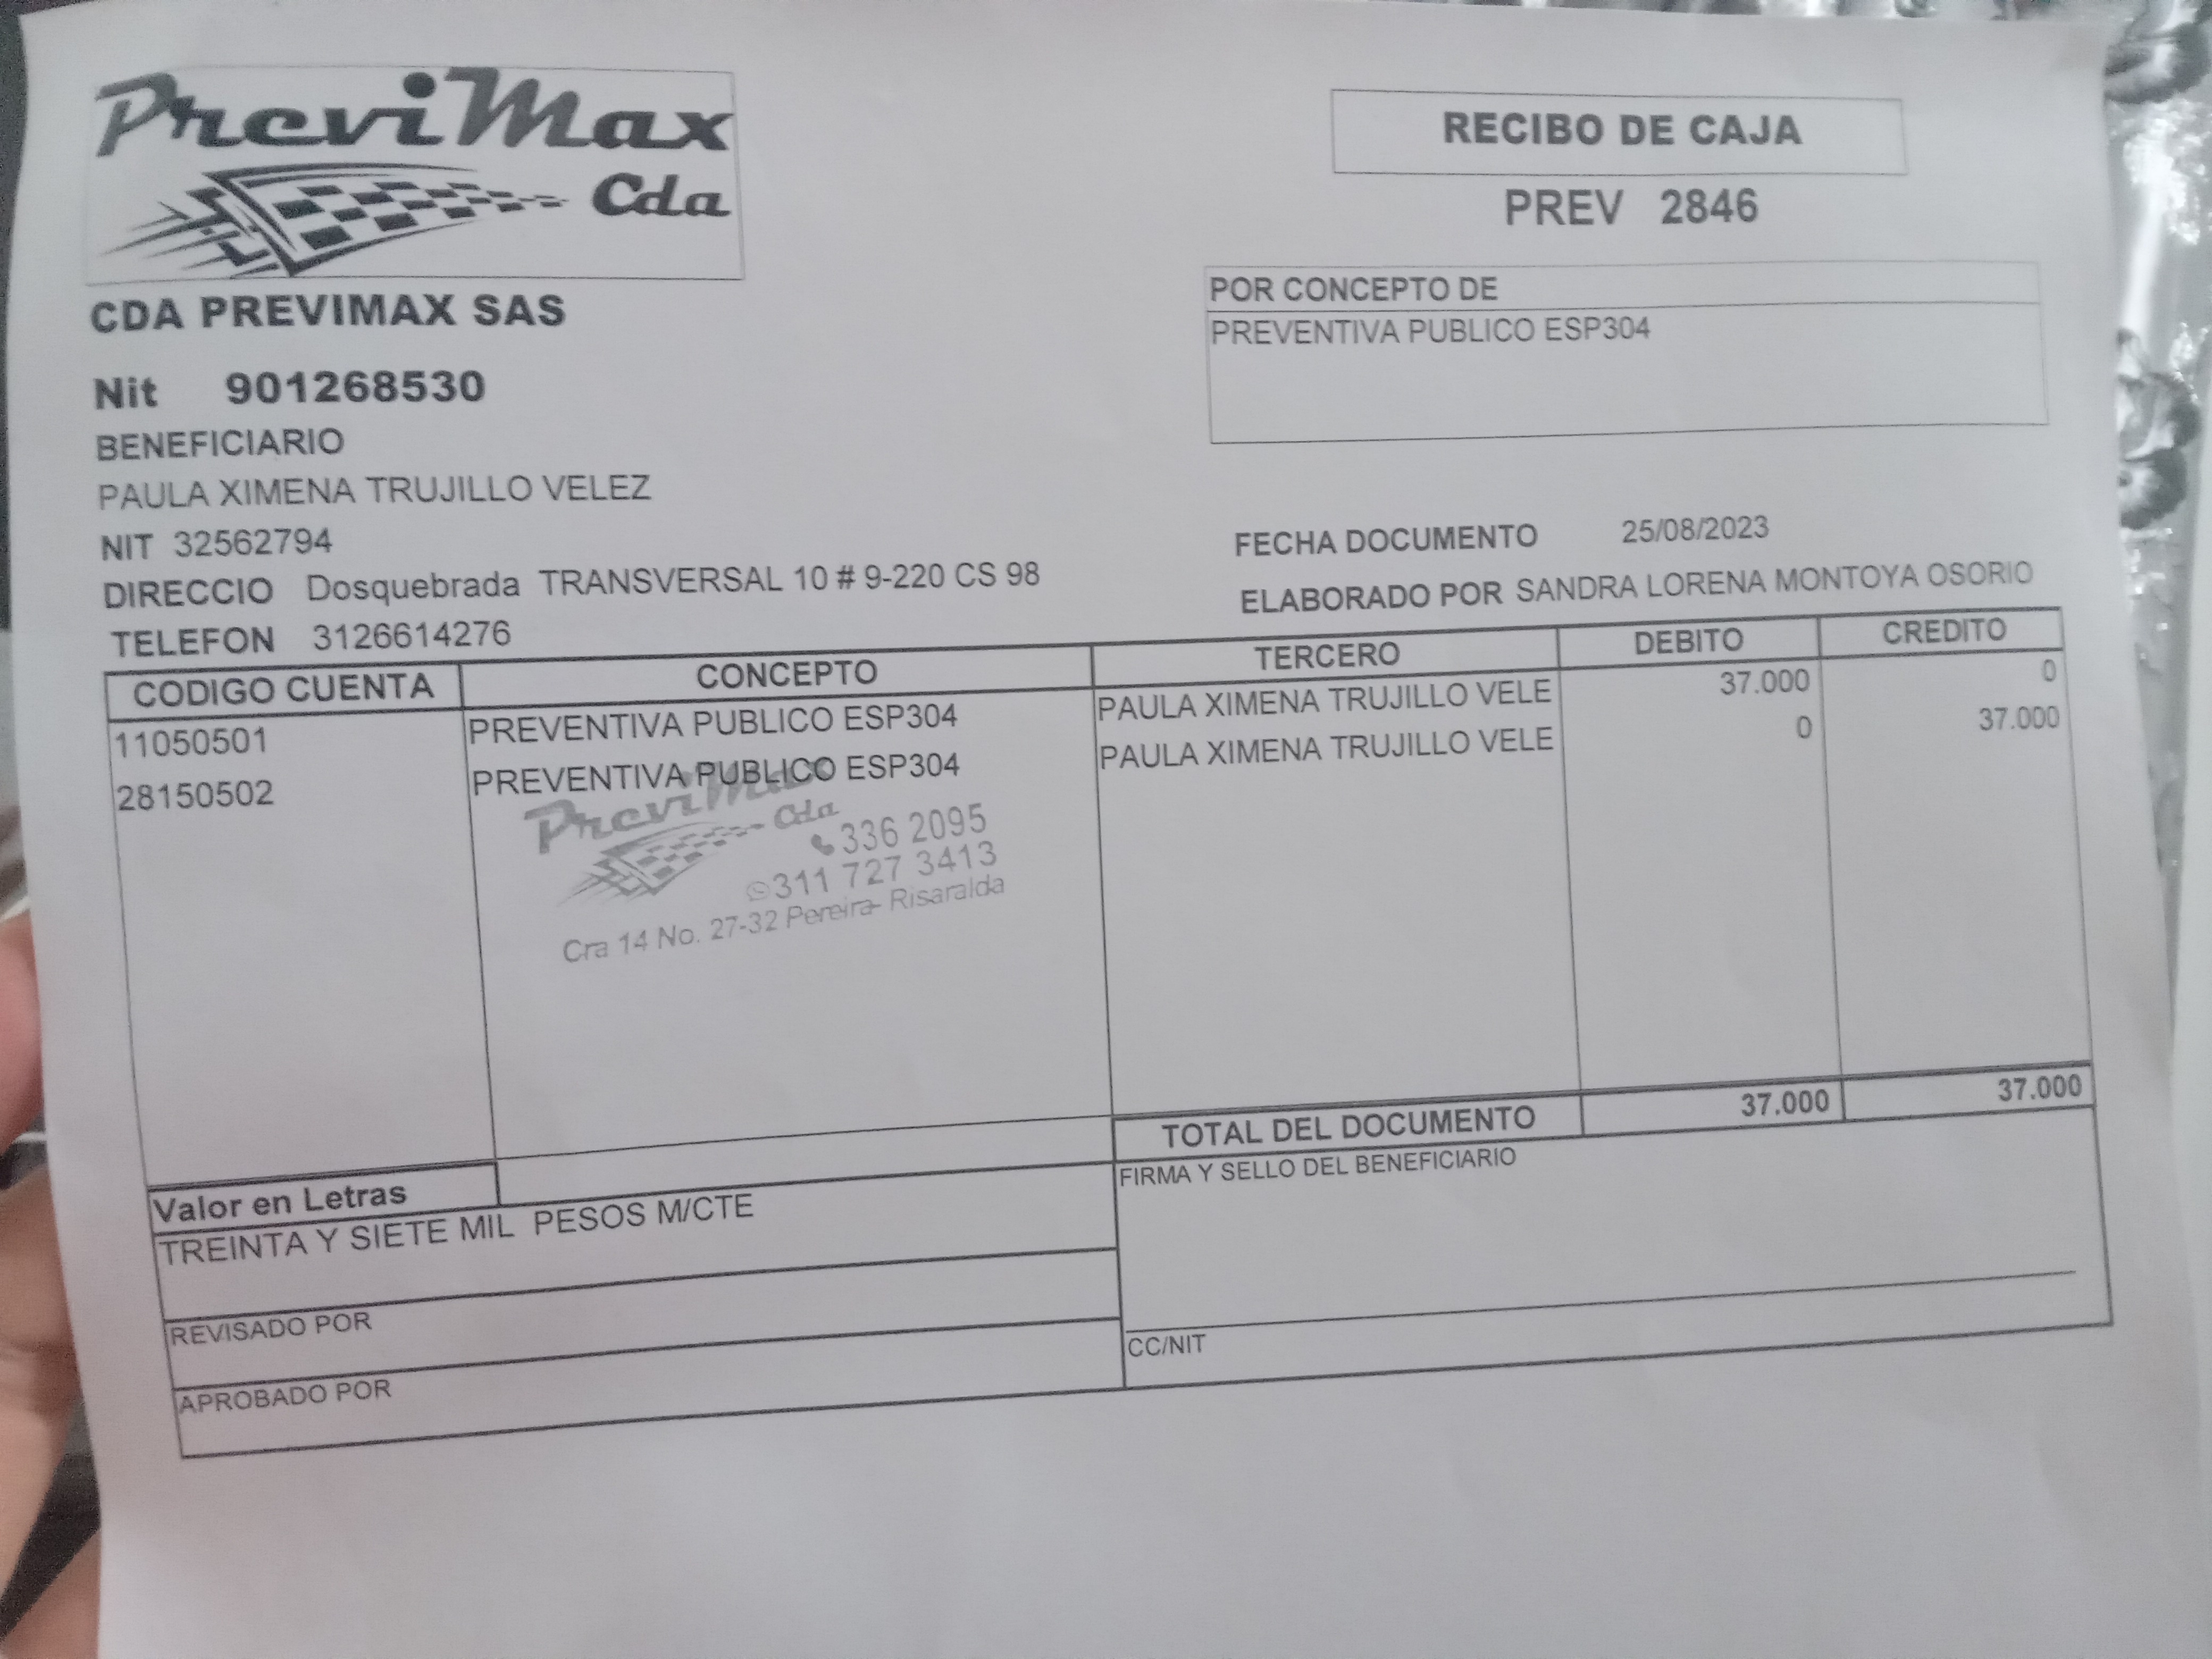 PreviMax
Cda
RECIBO DE CAJA
PREV 2846
CDA PREVIMAX SAS
Nit 901268530
POR CONCEPTO DE
PREVENTIVA PUBLICO ESP304
BENEFICIARIO
PAULA XIMENA TRUJILLO VELEZ
NIT 32562794
DIRECCIO Dosquebrada TRANSVERSAL 10 # 9-220 CS 98
TELEFON 3126614276
FECHA DOCUMENTO 25/08/2023
ELABORADO POR SANDRA LORENA MONTOYA OSORIO
CODIGO CUENTA CONCEPTO TERCERO DEBITO CREDITO
11050501 PREVENTIVA PUBLICO ESP304 PAULA XIMENA TRUJILLO VELE 37.000 0
28150502 PREVENTIVA PUBLICO ESP304 PAULA XIMENA TRUJILLO VELE 0 37.000
PreviMax
Cda
336 2095
311 727 3413
Cra 14 No. 27-32 Pereira- Risaralda
TOTAL DEL DOCUMENTO 37.000 37.000
Valor en Letras
TREINTA Y SIETE MIL PESOS M/CTE
FIRMA Y SELLO DEL BENEFICIARIO
REVISADO POR
CC/NIT
APROBADO POR